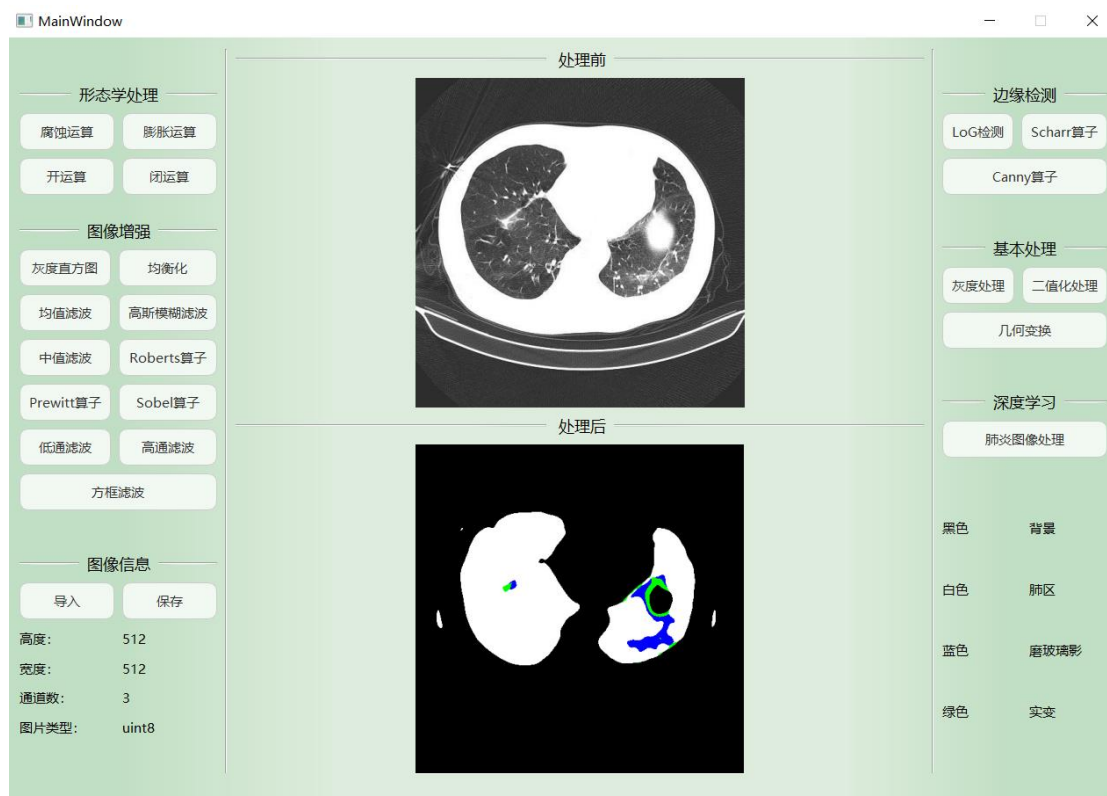 MainWindow
形态学处理
腐蚀运算 膨胀运算
开运算 闭运算
图像增强
灰度直方图 均衡化
均值滤波 高斯模糊滤波
中值滤波 Roberts算子
Prewitt算子 Sobel算子
低通滤波 高通滤波
方框滤波
图像信息
导入 保存
高度: 512
宽度: 512
通道数: 3
图片类型: uint8
处理前
处理后
边缘检测
LoG检测 Scharr算子
Canny算子
基本处理
灰度处理 二值化处理
几何变换
深度学习
肺炎图像处理
黑色 背景
白色 肺区
蓝色 磨玻璃影
绿色 实变